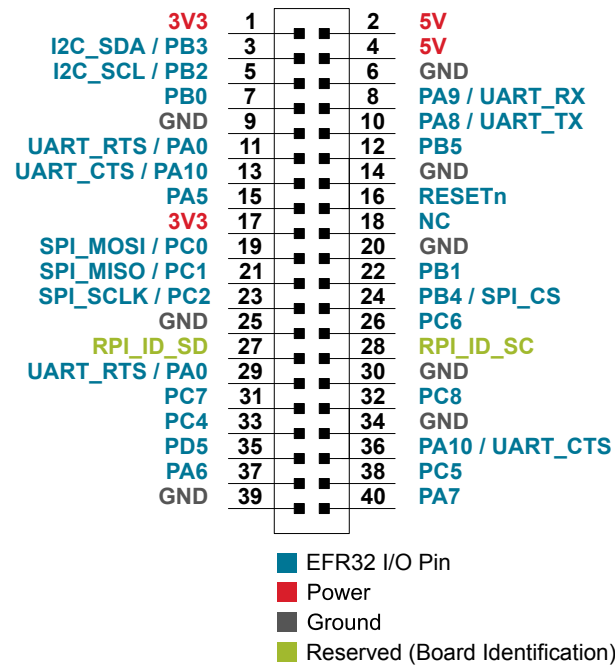 3V3 1 2 5V
I2C_SDA / PB3 3 4 5V
I2C_SCL / PB2 5 6 GND
PB0 7 8 PA9 / UART_RX
GND 9 10 PA8 / UART_TX
UART_RTS / PA0 11 12 PB5
UART_CTS / PA10 13 14 GND
PA5 15 16 RESETn
3V3 17 18 NC
SPI_MOSI / PC0 19 20 GND
SPI_MISO / PC1 21 22 PB1
SPI_SCLK / PC2 23 24 PB4 / SPI_CS
GND 25 26 PC6
RPI_ID_SD 27 28 RPI_ID_SC
UART_RTS / PA0 29 30 GND
PC7 31 32 PC8
PC4 33 34 GND
PD5 35 36 PA10 / UART_CTS
PA6 37 38 PC5
GND 39 40 PA7
EFR32 I/O Pin
Power
Ground
Reserved (Board Identification)